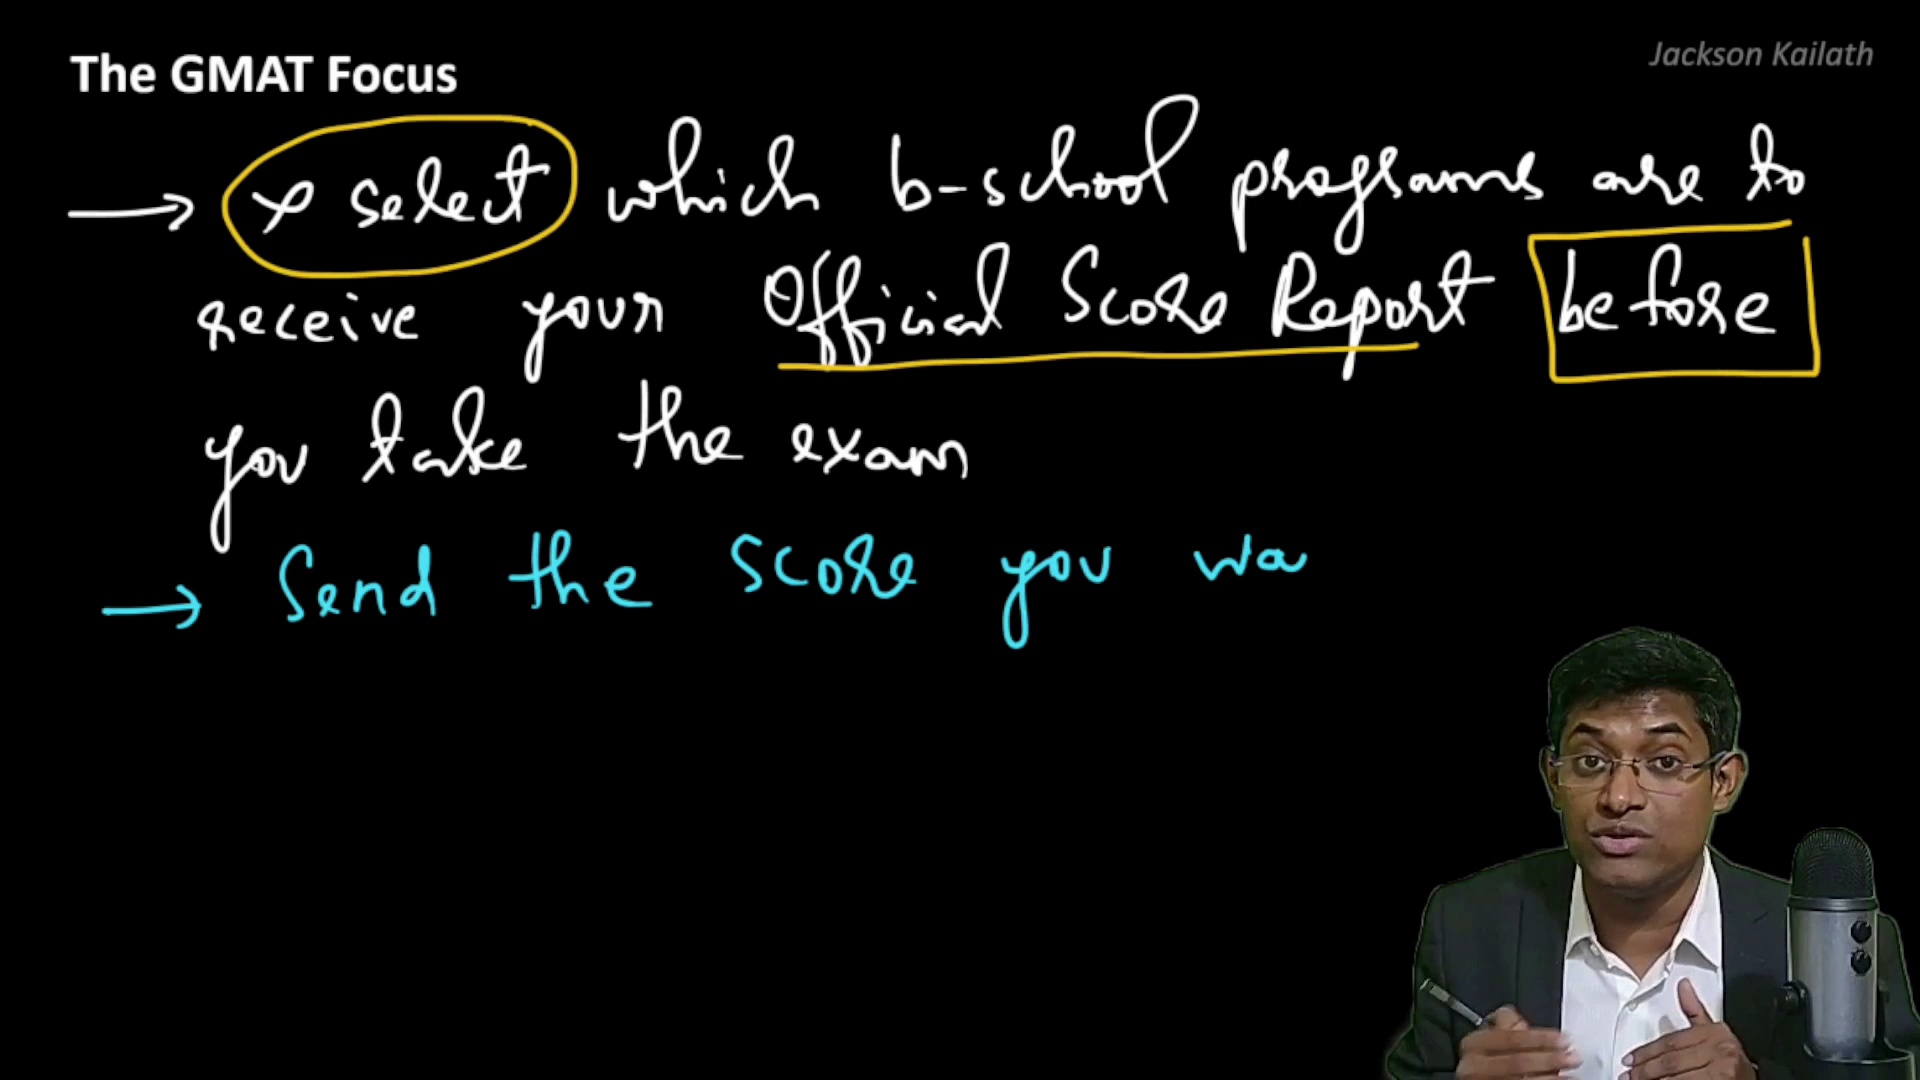 The GMAT Focus
Jackson Kailath
→ x select which b-school programs are to
receive your Official Score Report before
you take the exam
→ Send the score you wa